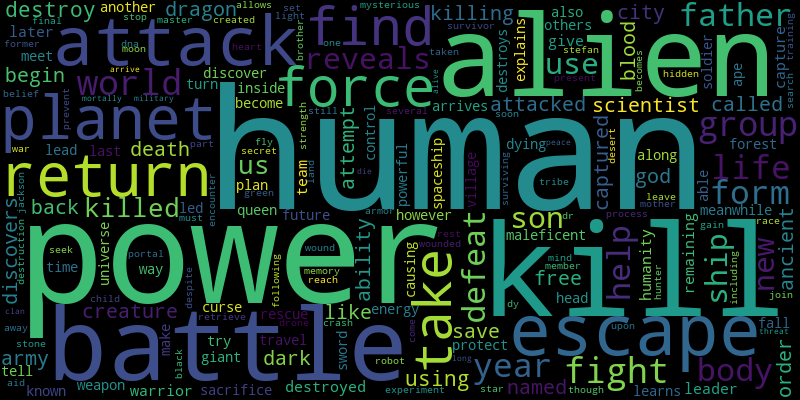 destroy
final
another
stop
master
dragon
created
allows
mysterious
set
light
brother
former
later
meet
dna
moon
arrive
heart
one
attack
find
killing
survivor
also
others
give
city
father
alien
reveals
taken
alive
destroys
explains
stefan
becomes
blood
present
soldier
ape
hidden
capture
search
training
begin
world
discover
turn
inside
become
force
use
belief
prevent
mortally
military
planet
human
attempt
control
arrives
attacked
scientist
called
group
war
lead
last
death
part
fly
secret
strength
still
several
soon
dying
peace
captured
along
forest
return
us
plan
team
land
die
powerful
spaceship
village
surviving
tribe
desert
god
able
leave
mother
life
form
discovers
destruction
jackson
back
killed
led
must
encounter
queen
green
future
armor
however
maleficent
son
dr
process
meanwhile
race
gain
ancient
power
kill
seek
time
universe
portal
way
despite
following
wound
memory
reach
ability
causing
wounded
rest
defeat
mind
member
free
head
help
humanity
hunter
remaining
ship
including
new
join
clan
away
child
creature
curse
retrieve
rescue
drone
like
crash
energy
come
take
dy
upon
fall
threat
stone
army
battle
make
black
try
giant
travel
dark
sword
robot
save
protect
long
escape
order
tell
aid
known
weapon
warrior
sacrifice
destroyed
experiment
using
star
year
fight
named
though
learns
leader
body